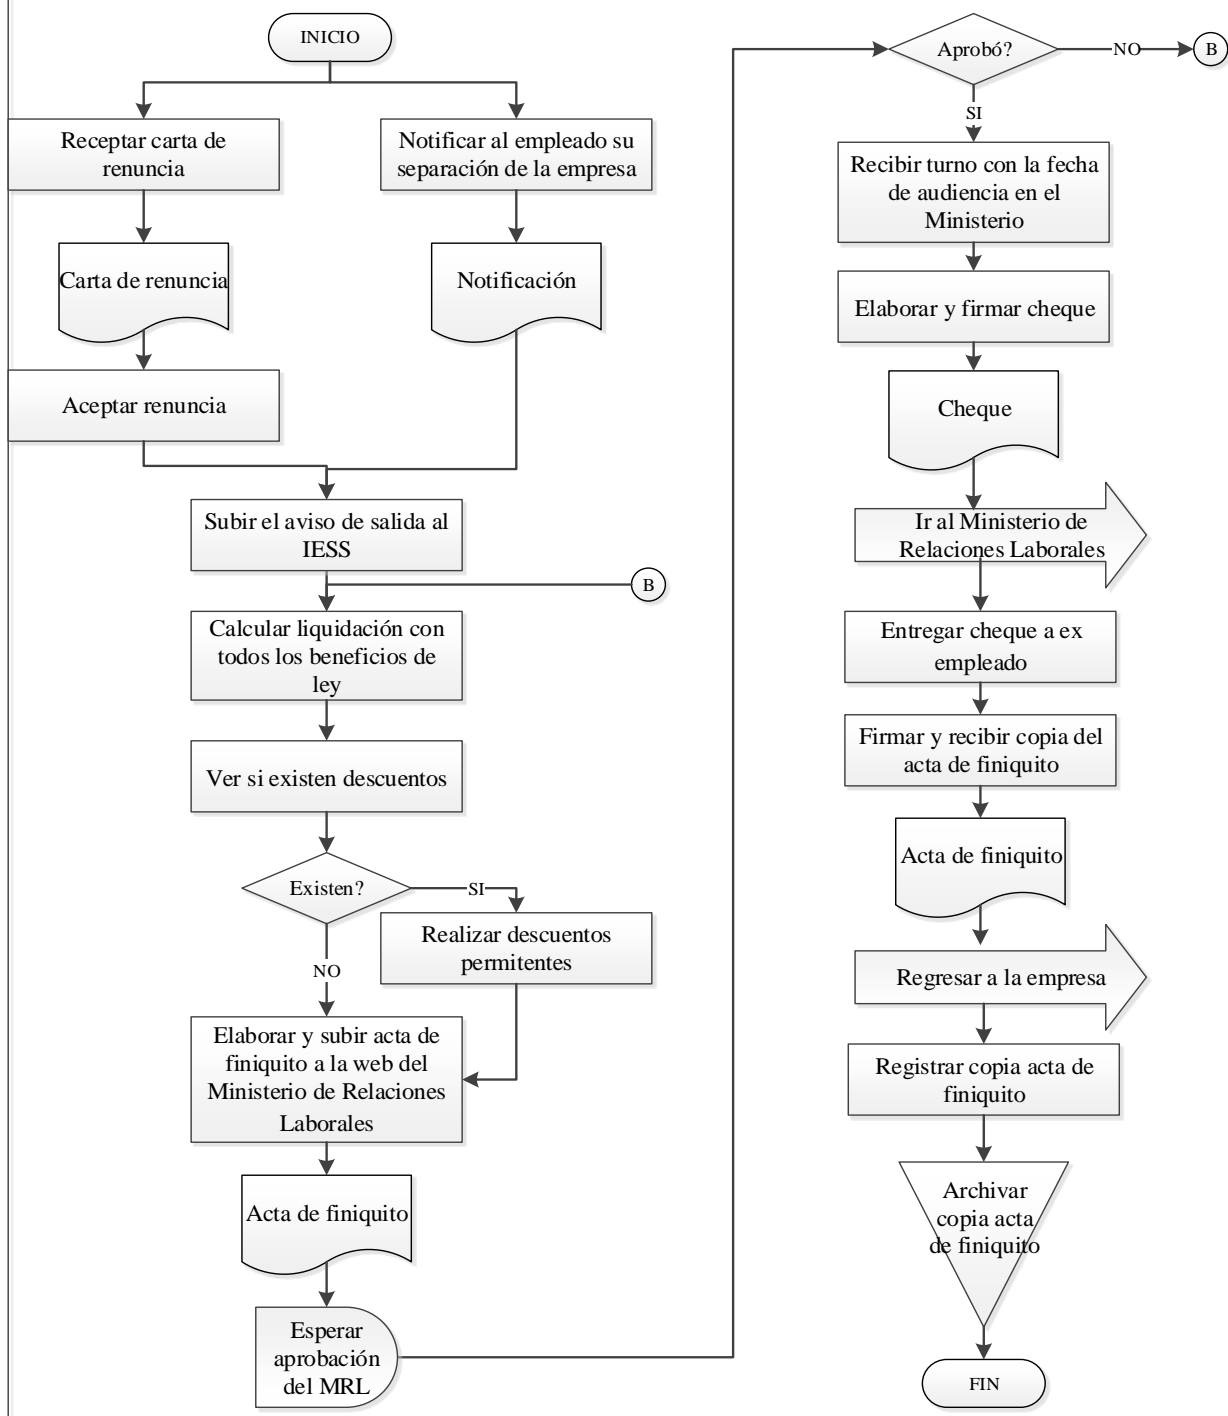 INICIO
Receptar carta de
renuncia
Notificar al empleado su
separación de la empresa
Carta de renuncia
Notificación
Aceptar renuncia
Subir el aviso de salida al
IESS
B
Calcular liquidación con
todos los beneficios de
ley
Ver si existen descuentos
Existen?
SI
Realizar descuentos
permitentes
NO
Elaborar y subir acta de
finiquito a la web del
Ministerio de Relaciones
Laborales
Acta de finiquito
Esperar
aprobación
del MRL
Aprobó?
NO
B
SI
Recibir turno con la fecha
de audiencia en el
Ministerio
Elaborar y firmar cheque
Cheque
Ir al Ministerio de
Relaciones Laborales
Entregar cheque a ex
empleado
Firmar y recibir copia del
acta de finiquito
Acta de finiquito
Regresar a la empresa
Registrar copia acta de
finiquito
Archivar
copia acta
de finiquito
FIN